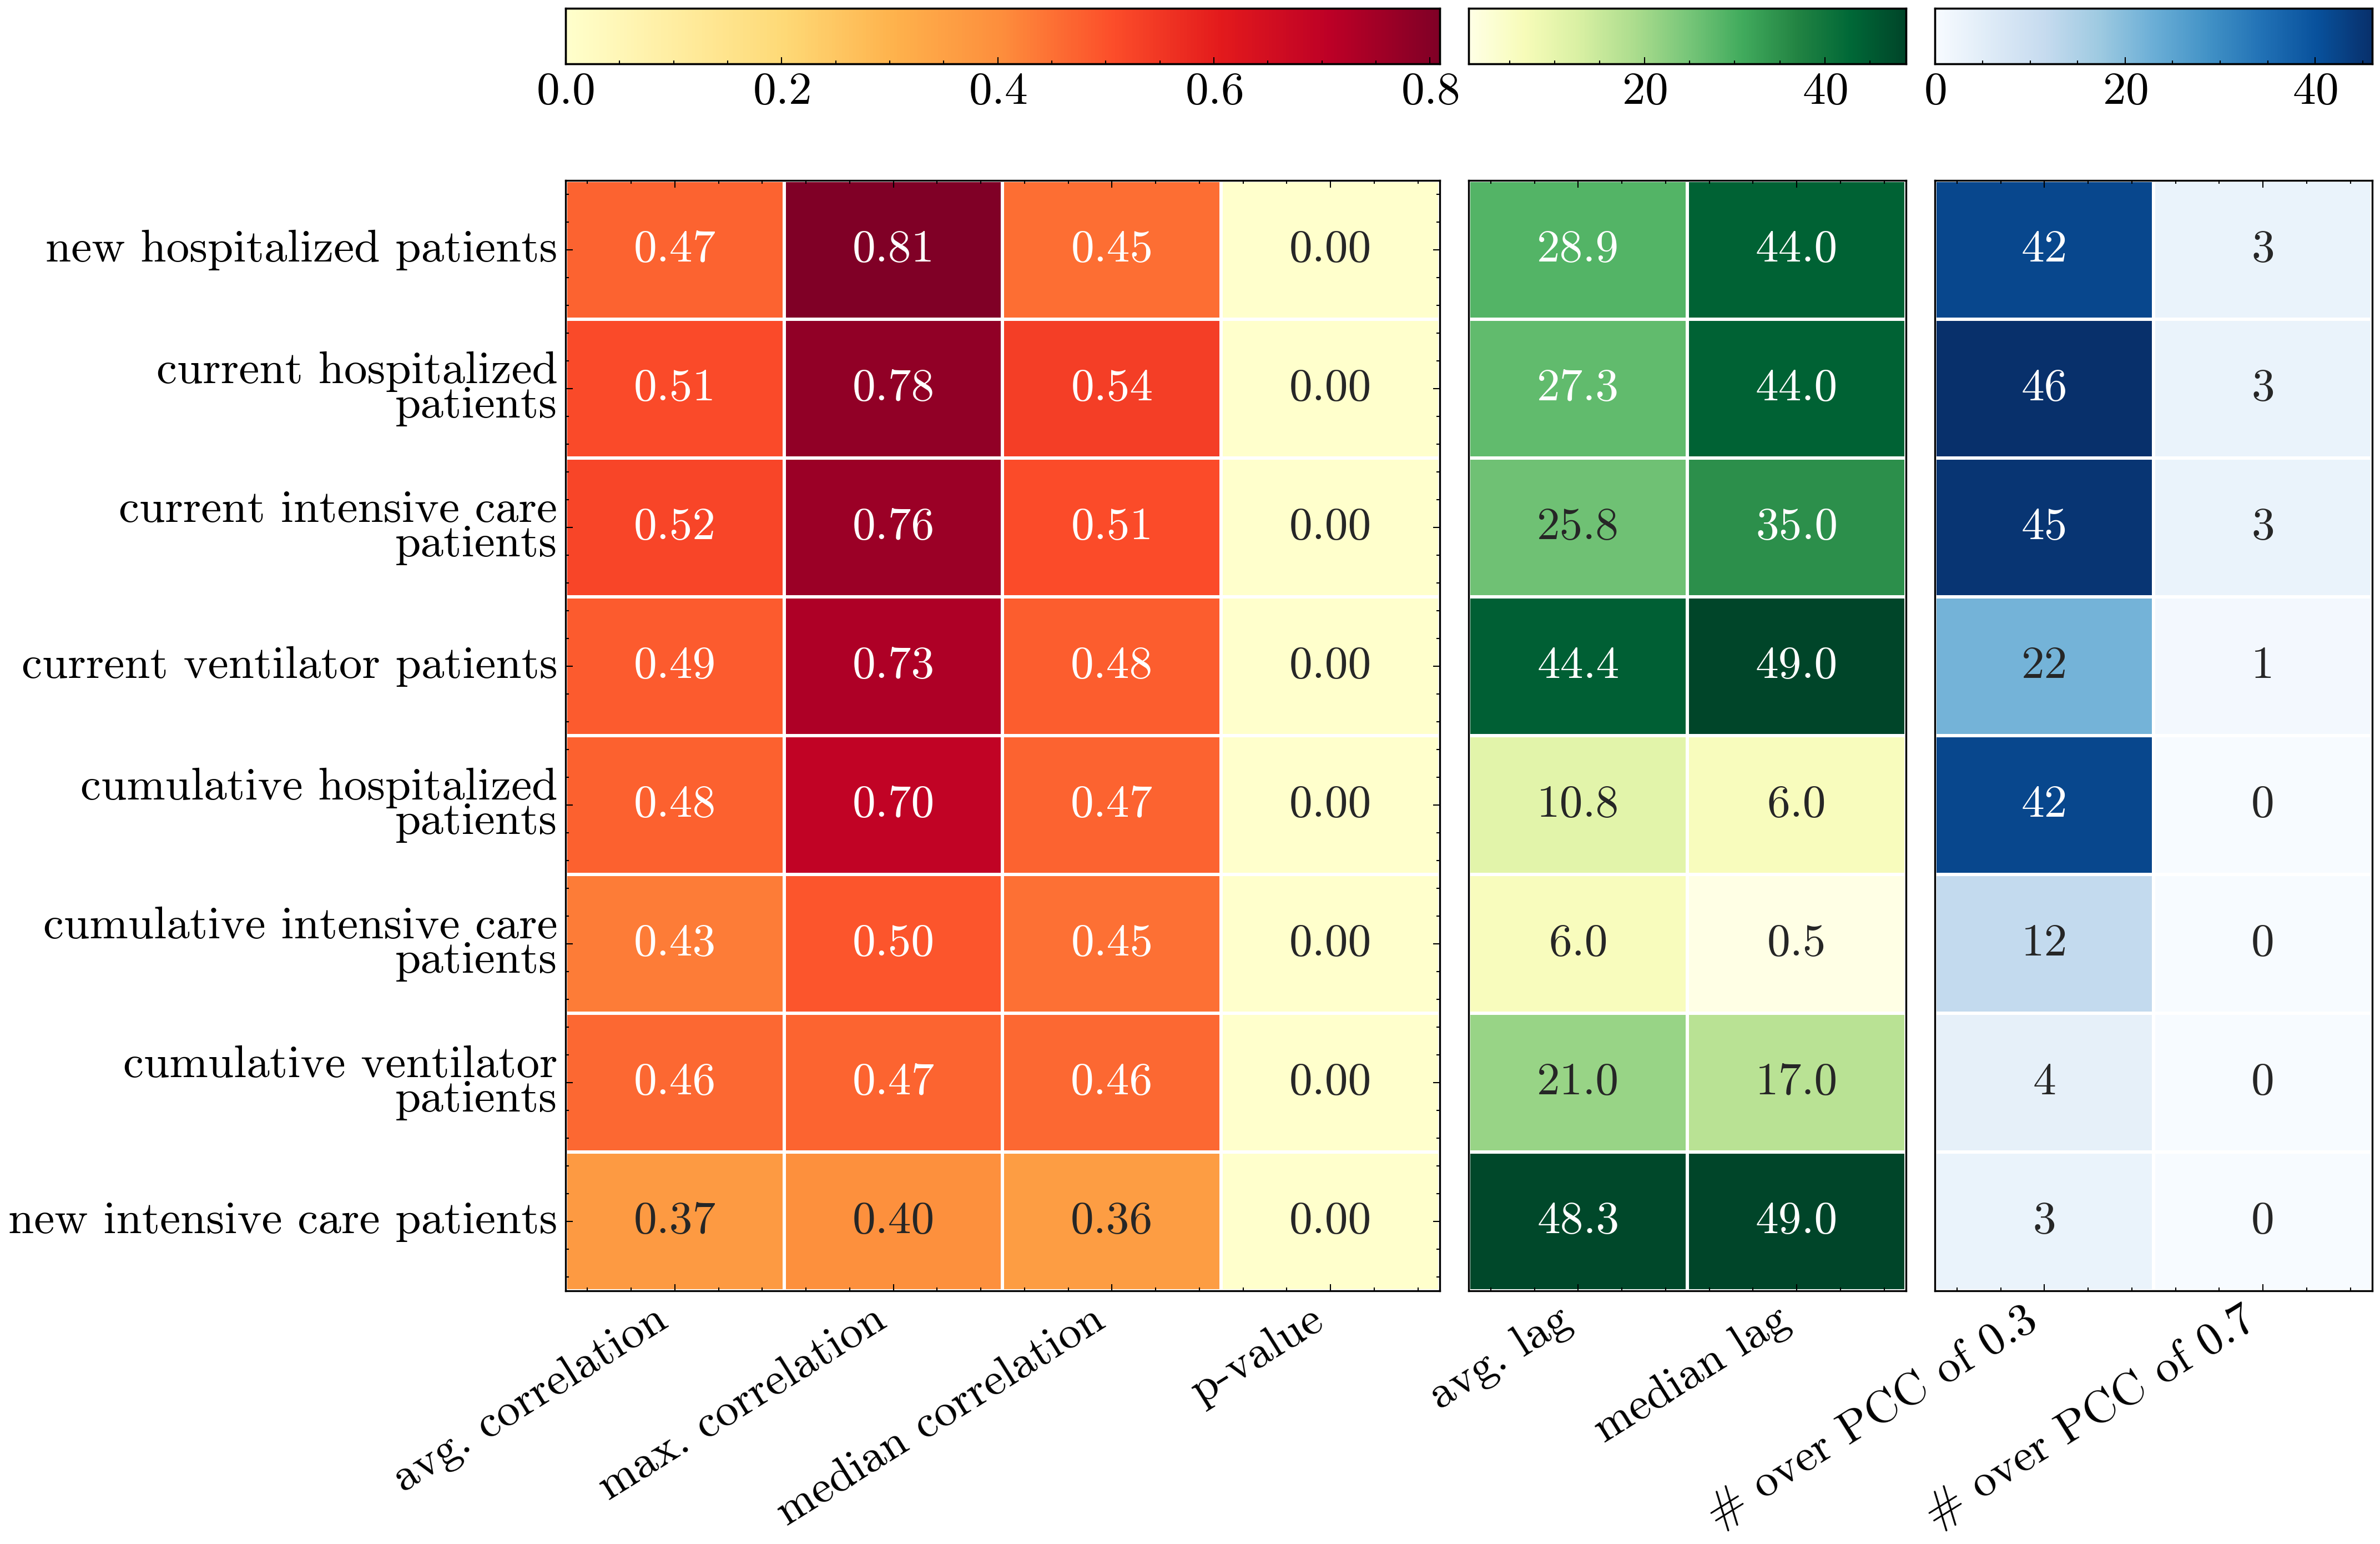 0.0 0.2 0.4 0.6 0.8 20 40 0 20 40
new hospitalized patients 0.47 0.81 0.45 0.00 28.9 44.0 42 3
current hospitalized
patients 0.51 0.78 0.54 0.00 27.3 44.0 46 3
current intensive care
patients 0.52 0.76 0.51 0.00 25.8 35.0 45 3
current ventilator patients 0.49 0.73 0.48 0.00 44.4 49.0 22 1
cumulative hospitalized
patients 0.48 0.70 0.47 0.00 10.8 6.0 42 0
cumulative intensive care
patients 0.43 0.50 0.45 0.00 6.0 0.5 12 0
cumulative ventilator
patients 0.46 0.47 0.46 0.00 21.0 17.0 4 0
new intensive care patients 0.37 0.40 0.36 0.00 48.3 49.0 3 0
avg. correlation
max. correlation
median correlation
p-value
avg. lag
median lag
# over PCC of 0.3
# over PCC of 0.7